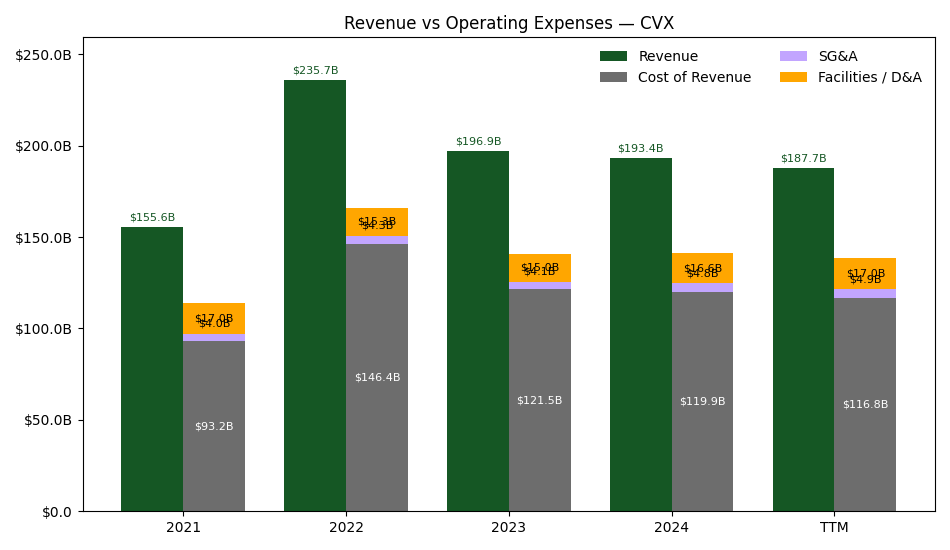 Revenue vs Operating Expenses — CVX
Revenue
Cost of Revenue
SG&A
Facilities / D&A
$250.0B
$200.0B
$150.0B
$100.0B
$50.0B
$0.0
$155.6B
$17.0B
$4.0B
$93.2B
$235.7B
$15.3B
$4.3B
$146.4B
$196.9B
$15.0B
$4.1B
$121.5B
$193.4B
$16.6B
$4.8B
$119.9B
$187.7B
$17.0B
$4.9B
$116.8B
2021
2022
2023
2024
TTM